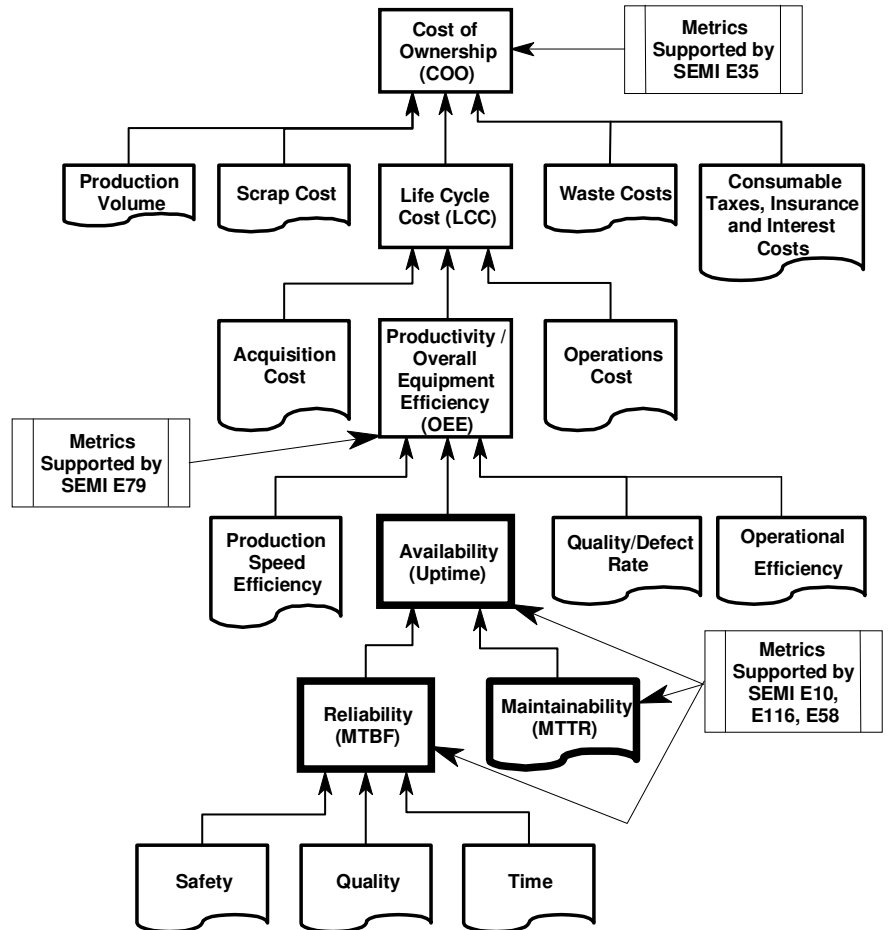 Cost of
Ownership
(COO)
Metrics
Supported by
SEMI E35
Production
Volume
Scrap Cost
Life Cycle
Cost (LCC)
Waste Costs
Consumable
Taxes, Insurance
and Interest
Costs
Acquisition
Cost
Productivity /
Overall
Equipment
Efficiency
(OEE)
Operations
Cost
Metrics
Supported by
SEMI E79
Production
Speed
Efficiency
Availability
(Uptime)
Quality/Defect
Rate
Operational
Efficiency
Metrics
Supported by
SEMI E10,
E116, E58
Reliability
(MTBF)
Maintainability
(MTTR)
Safety
Quality
Time